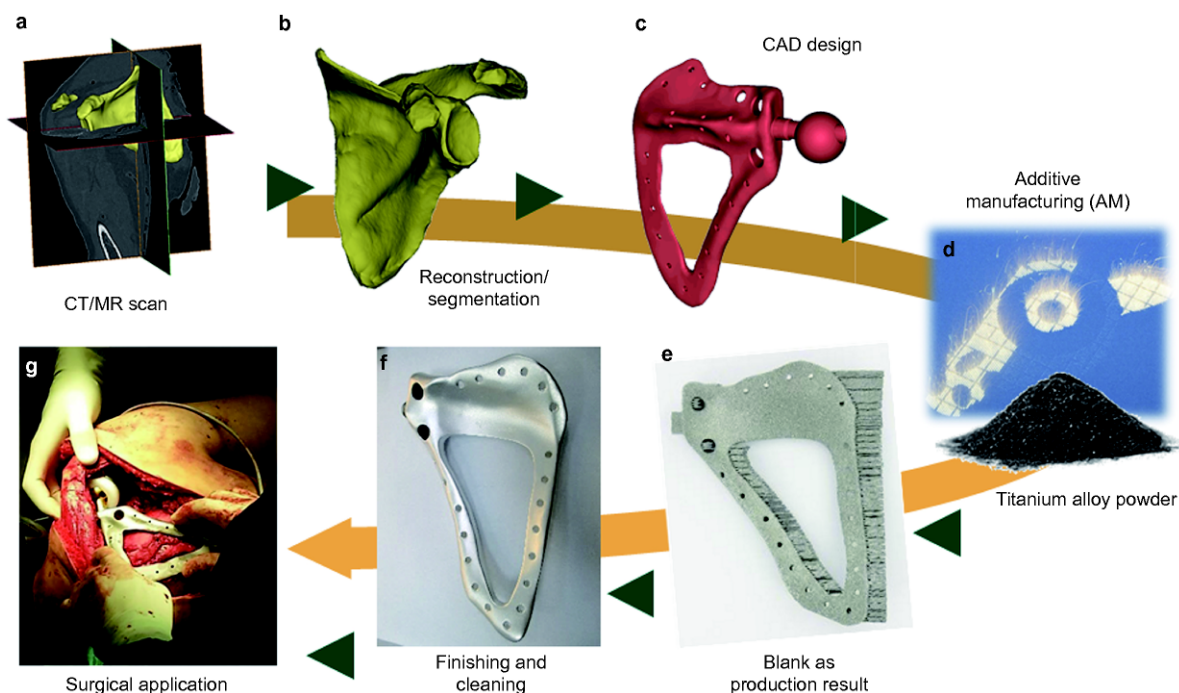 a
b
c
CAD design
CT/MR scan
Reconstruction/
segmentation
Additive
manufacturing (AM)
d
Titanium alloy powder
g
f
e
Surgical application
Finishing and
cleaning
Blank as
production result